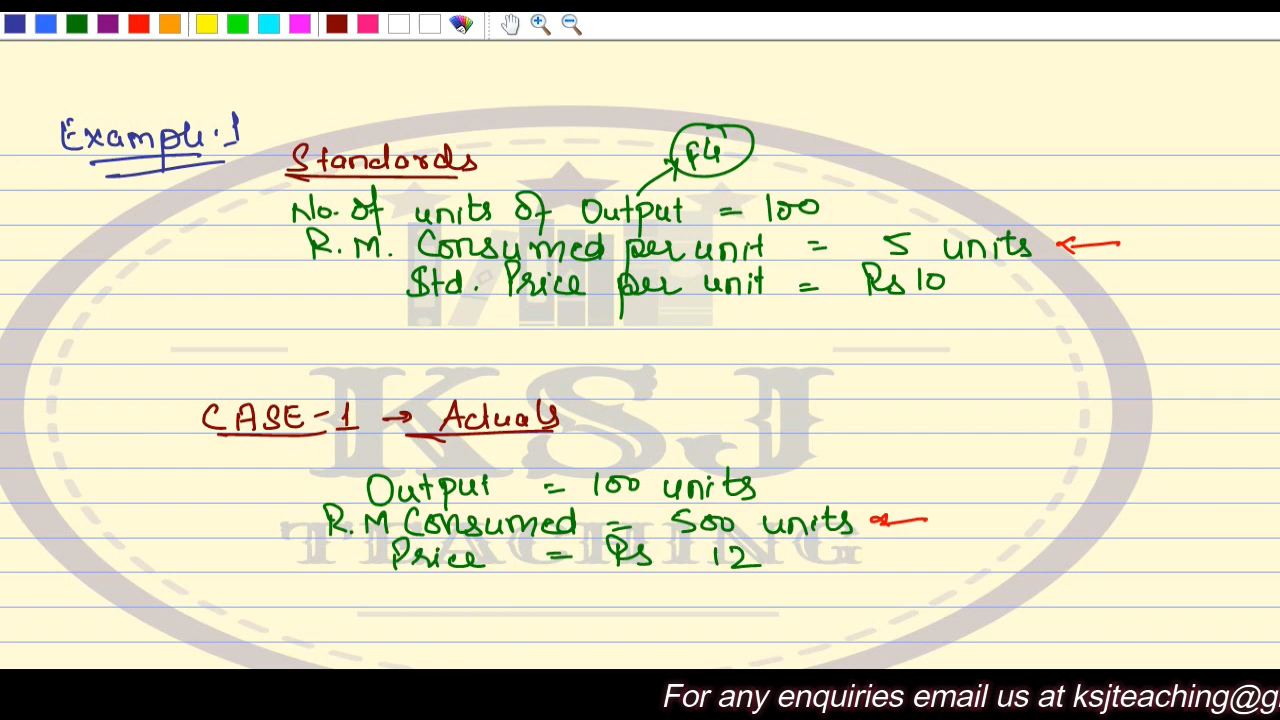 Example.1
Standards
F4
No. of units of Output = 100
R.M. Consumed per unit = 5 units
Std. Price per unit = Rs 10
KSJ
TEACHING
CASE-1 → Actuals
Output = 100 units
R.M Consumed = 500 units
Price = Rs 12
For any enquiries email us at ksjteaching@g